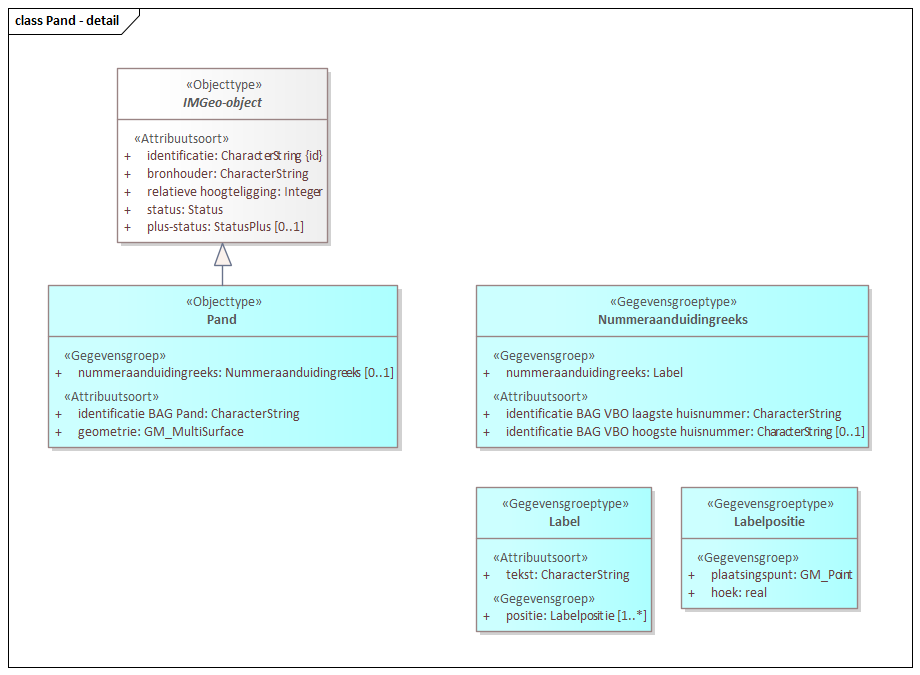 class Pand - detail
«Objecttype»
IMGeo-object
«Attribuutsoort»
+ identificatie: CharacterString {id}
+ bronhouder: CharacterString
+ relatieve hoogteligging: Integer
+ status: Status
+ plus-status: StatusPlus [0..1]
«Objecttype»
Pand
«Gegevensgroep»
+ nummeraanduidingreeks: Nummeraanduidingreeks [0..1]
«Attribuutsoort»
+ identificatie BAG Pand: CharacterString
+ geometrie: GM_MultiSurface
«Gegevensgroeptype»
Nummeraanduidingreeks
«Gegevensgroep»
+ nummeraanduidingreeks: Label
«Attribuutsoort»
+ identificatie BAG VBO laagste huisnummer: CharacterString
+ identificatie BAG VBO hoogste huisnummer: CharacterString [0..1]
«Gegevensgroeptype»
Label
«Attribuutsoort»
+ tekst: CharacterString
«Gegevensgroep»
+ positie: Labelpositie [1..*]
«Gegevensgroeptype»
Labelpositie
«Gegevensgroep»
+ plaatsingspunt: GM_Point
+ hoek: real